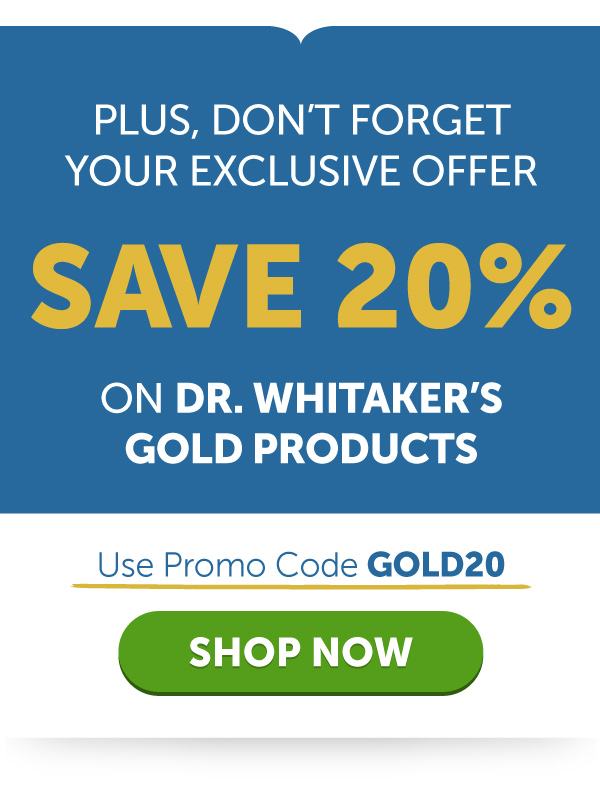 PLUS, DON'T FORGET
YOUR EXCLUSIVE OFFER
SAVE 20%
ON DR. WHITAKER'S
GOLD PRODUCTS
Use Promo Code GOLD20
SHOP NOW